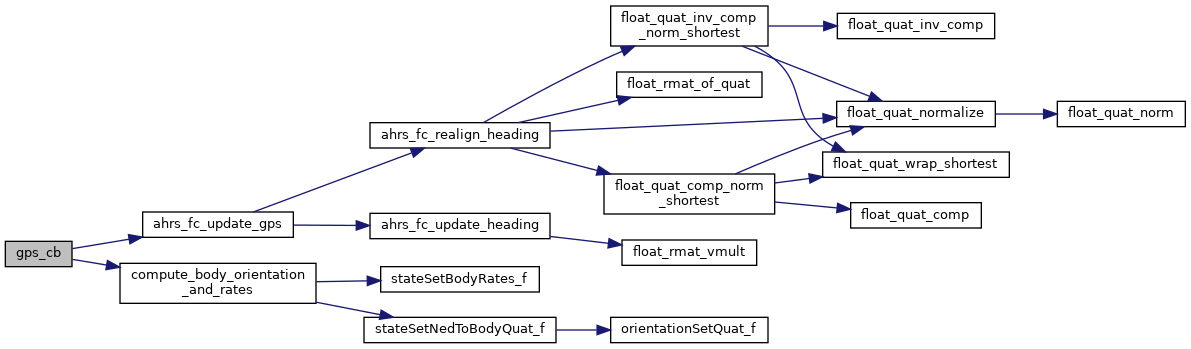 float_quat_inv_comp
_norm_shortest
float_quat_inv_comp
float_rmat_of_quat
float_quat_normalize
float_quat_norm
ahrs_fc_realign_heading
float_quat_wrap_shortest
float_quat_comp_norm
_shortest
float_quat_comp
ahrs_fc_update_gps
ahrs_fc_update_heading
float_rmat_vmult
gps_cb
compute_body_orientation
_and_rates
stateSetBodyRates_f
stateSetNedToBodyQuat_f
orientationSetQuat_f